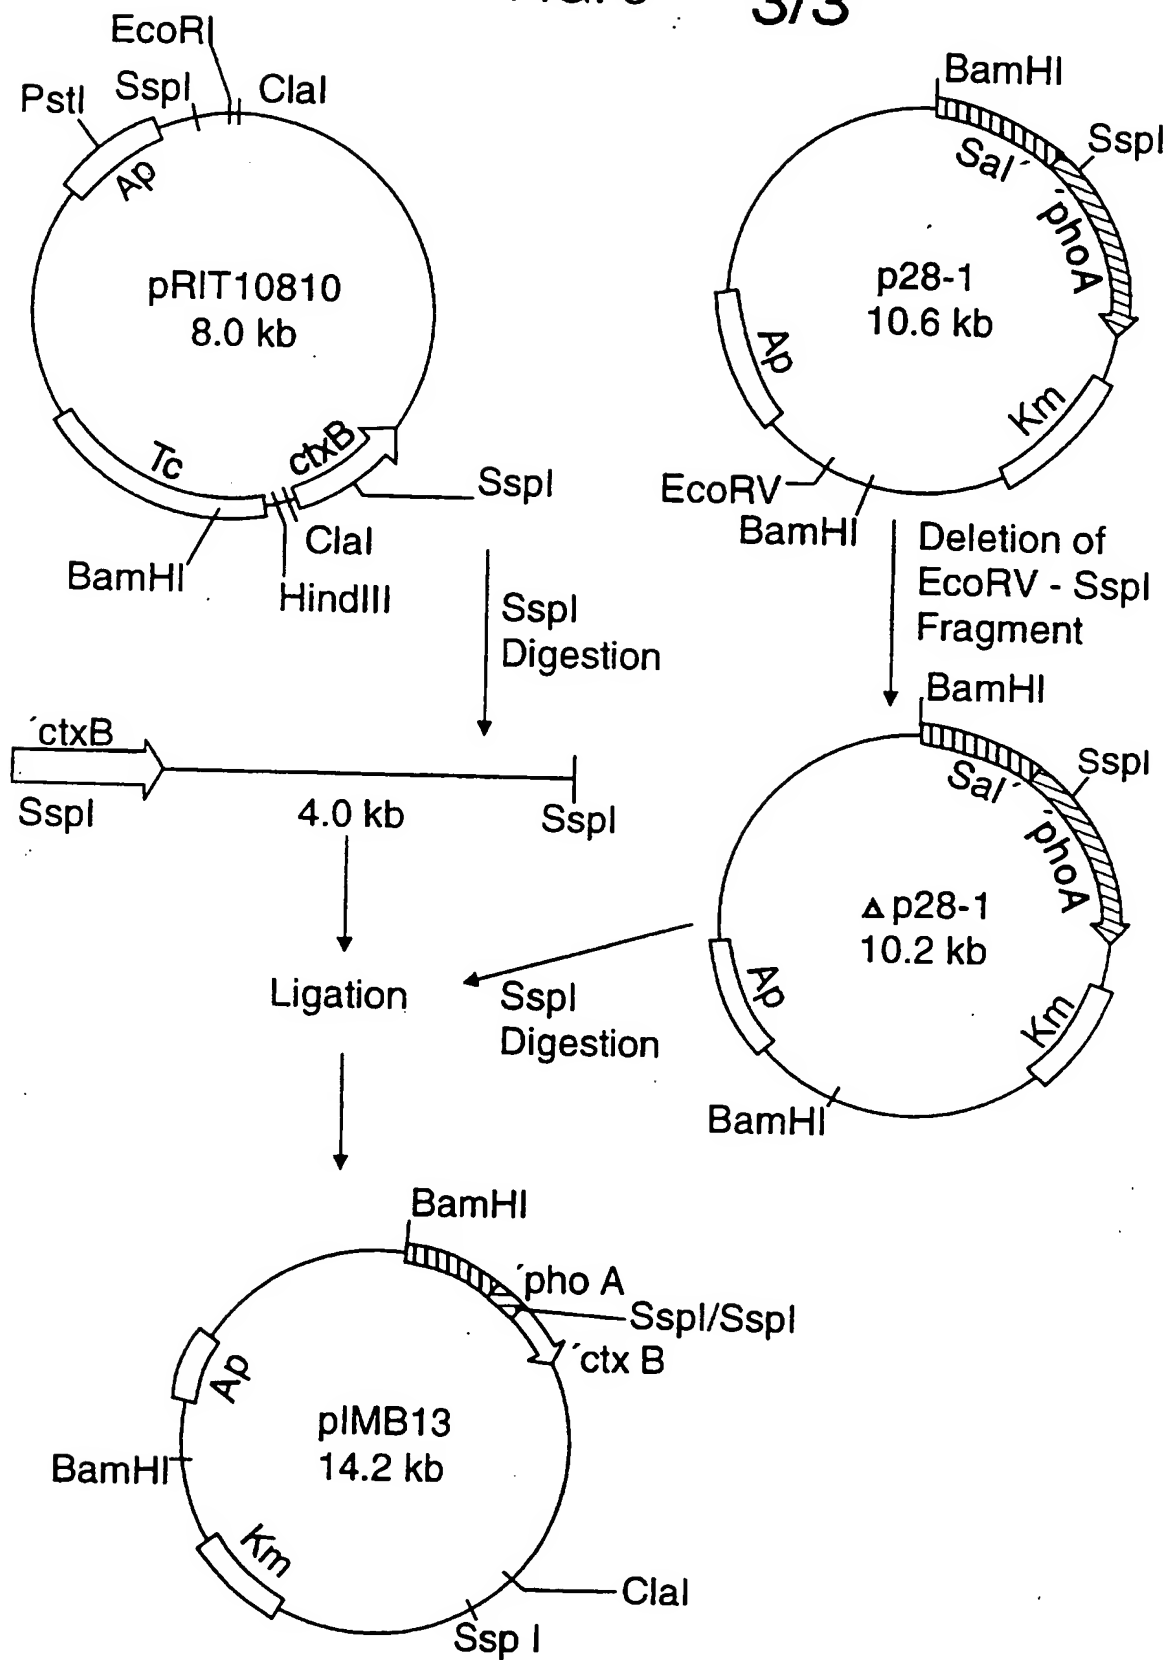 3/3
EcoRI
PstI
SspI
ClaI
Ap
pRIT10810
8.0 kb
Tc
ctxB
SspI
ClaI
BamHI
HindIII
SspI
Digestion
BamHI
SspI
Sal´
´phoA
p28-1
10.6 kb
Ap
Km
EcoRV
BamHI
Deletion of
EcoRV - SspI
Fragment
´ctxB
SspI
4.0 kb
SspI
BamHI
SspI
Sal´
´phoA
Δp28-1
10.2 kb
Ap
Km
BamHI
Ligation
SspI
Digestion
BamHI
´pho A
SspI/SspI
´ctx B
Ap
pIMB13
14.2 kb
BamHI
Km
ClaI
Ssp I